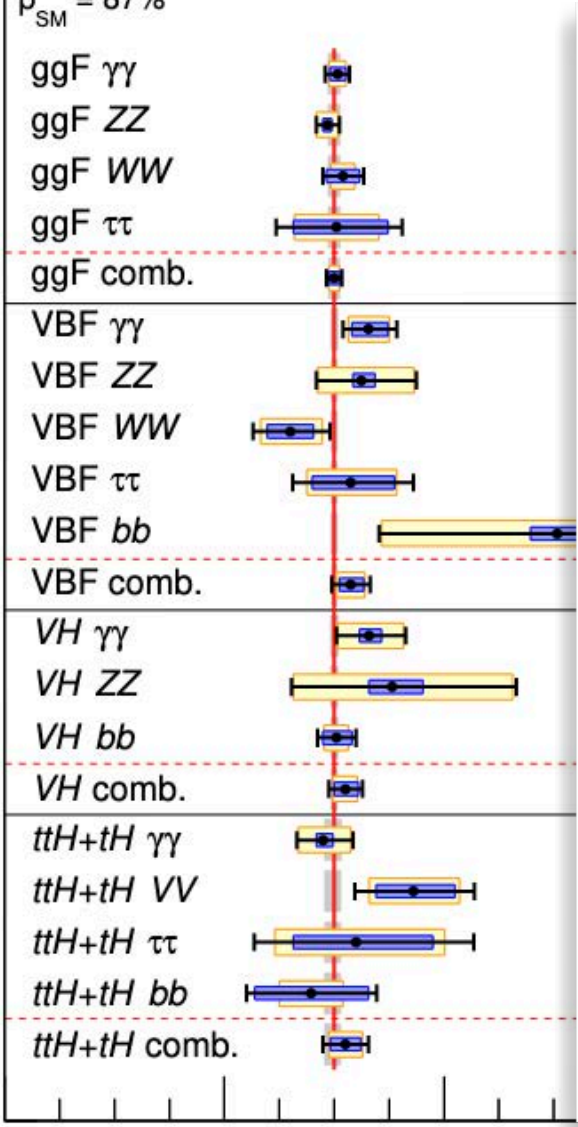 p_SM = 87%
ggF γγ
ggF ZZ
ggF WW
ggF ττ
ggF comb.
VBF γγ
VBF ZZ
VBF WW
VBF ττ
VBF bb
VBF comb.
VH γγ
VH ZZ
VH bb
VH comb.
ttH+tH γγ
ttH+tH VV
ttH+tH ττ
ttH+tH bb
ttH+tH comb.